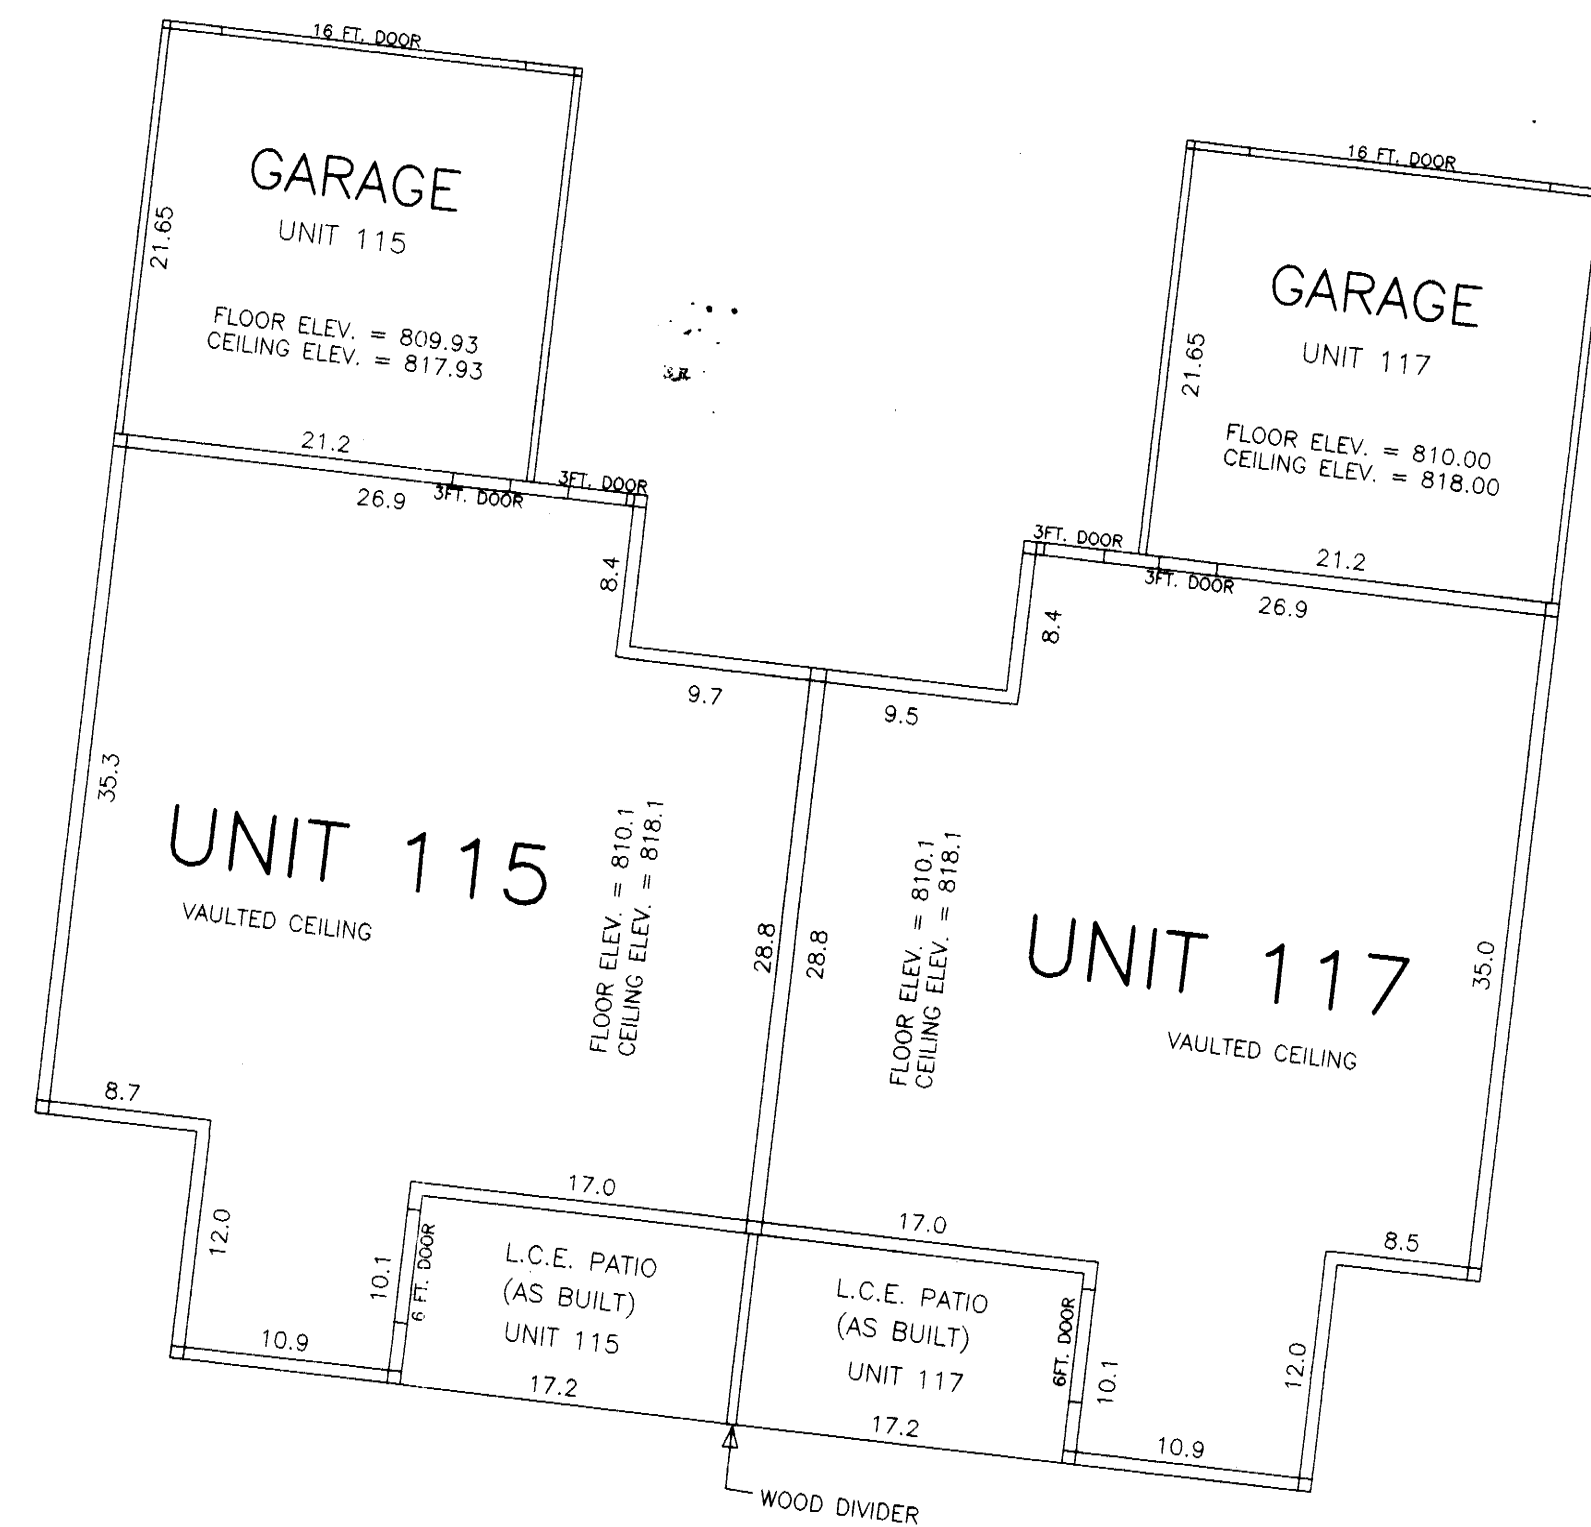 16 FT. DOOR
GARAGE
UNIT 115
21.65
FLOOR ELEV. = 809.93
CEILING ELEV. = 817.93
21.2
26.9
3FT. DOOR
3FT. DOOR
8.4
9.7
35.3
UNIT 115
VAULTED CEILING
FLOOR ELEV. = 810.1
CEILING ELEV. = 818.1
28.8
8.7
12.0
17.0
10.1
6 FT. DOOR
L.C.E. PATIO
(AS BUILT)
UNIT 115
10.9
17.2
16 FT. DOOR
GARAGE
UNIT 117
21.65
FLOOR ELEV. = 810.00
CEILING ELEV. = 818.00
3FT. DOOR
21.2
3FT. DOOR
26.9
8.4
9.5
28.8
FLOOR ELEV. = 810.1
CEILING ELEV. = 818.1
UNIT 117
VAULTED CEILING
35.0
17.0
8.5
L.C.E. PATIO
(AS BUILT)
UNIT 117
6FT. DOOR
10.1
12.0
17.2
10.9
WOOD DIVIDER